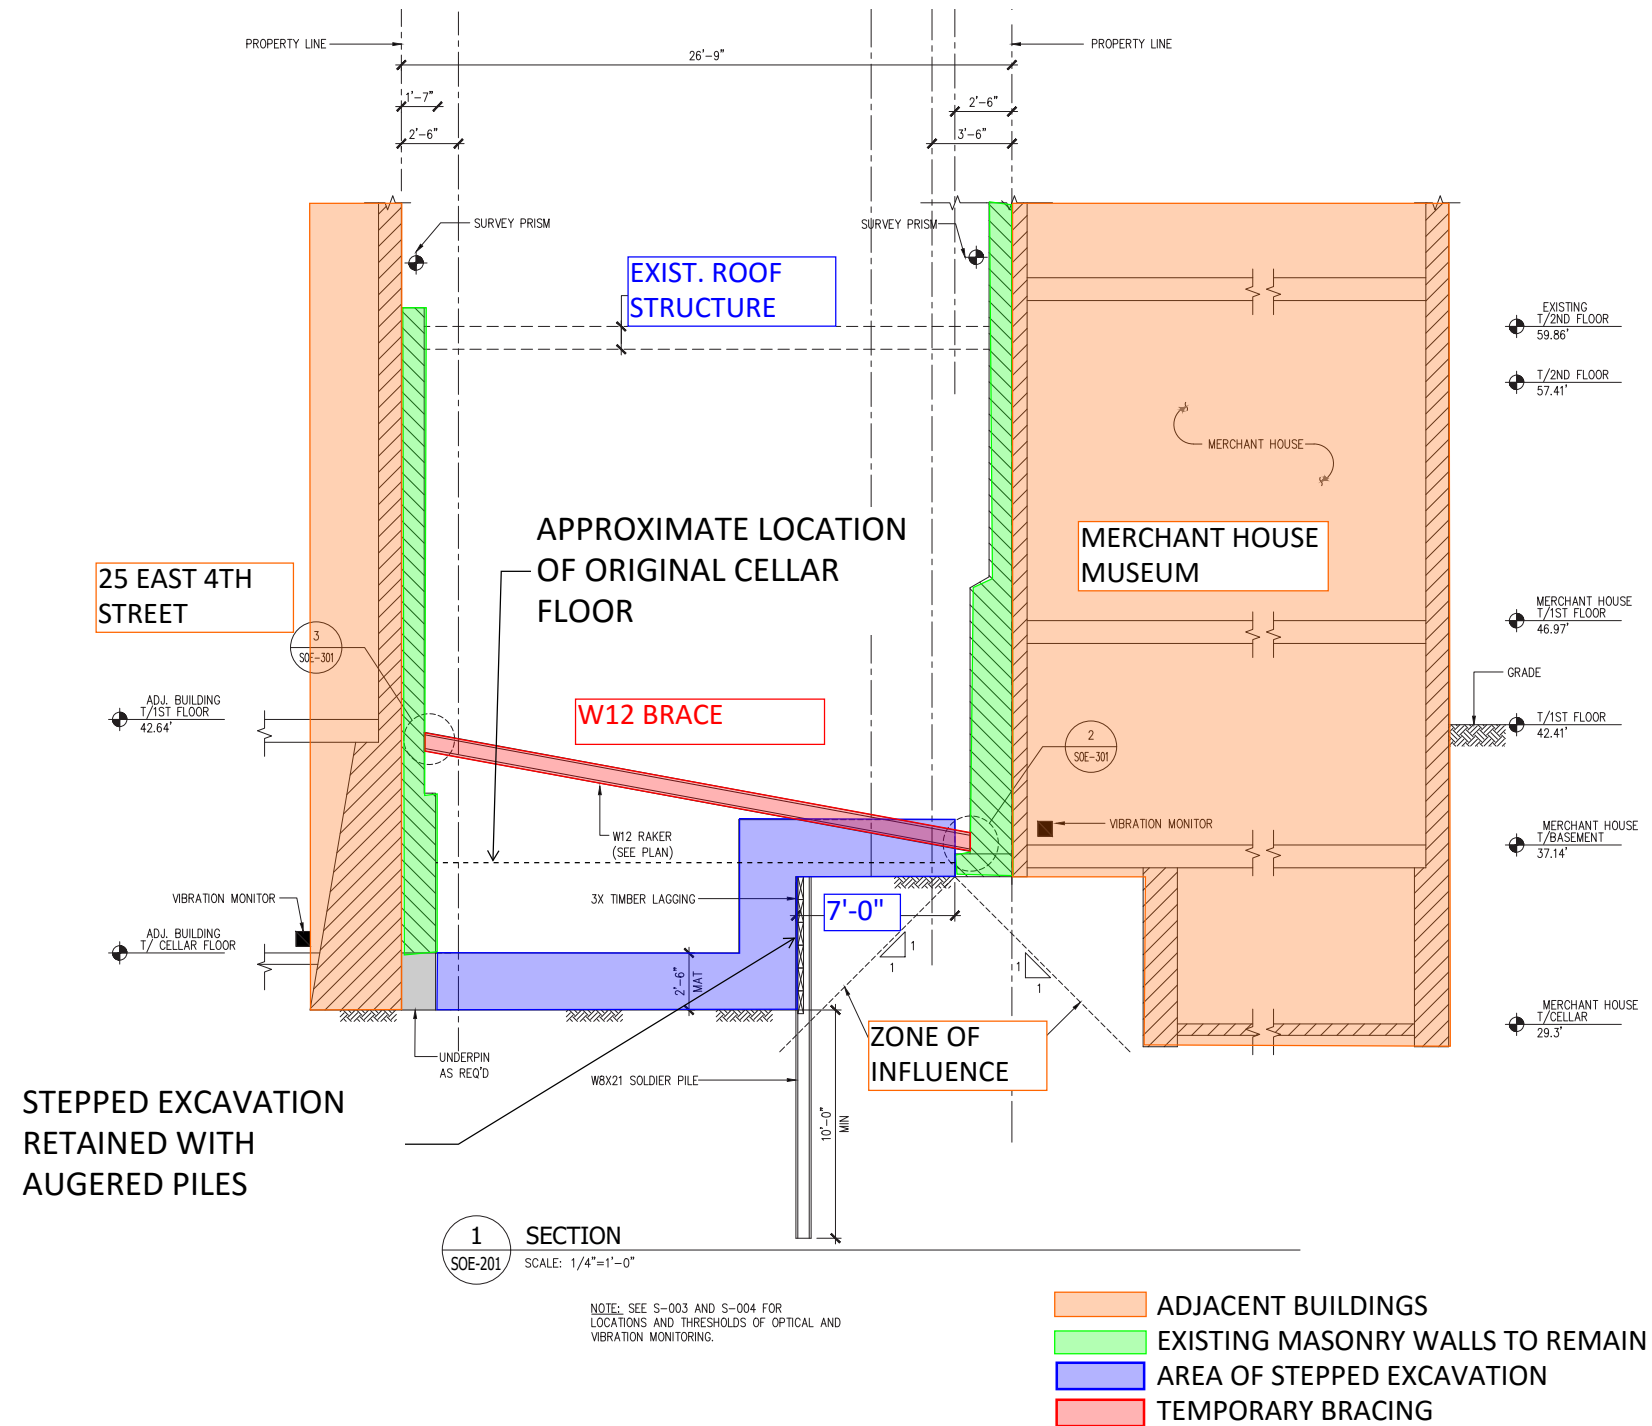 PROPERTY LINE
PROPERTY LINE
26'-9"
1'-7"
2'-6"
2'-6"
3'-6"
SURVEY PRISM
SURVEY PRISM
EXIST. ROOF
STRUCTURE
EXISTING
T/2ND FLOOR
59.86'
T/2ND FLOOR
57.41'
MERCHANT HOUSE
APPROXIMATE LOCATION
OF ORIGINAL CELLAR
FLOOR
MERCHANT HOUSE
MUSEUM
25 EAST 4TH
STREET
3
SOE-301
MERCHANT HOUSE
T/1ST FLOOR
46.97'
GRADE
ADJ. BUILDING
T/1ST FLOOR
42.64'
W12 BRACE
T/1ST FLOOR
42.41'
2
SOE-301
W12 RAKER
(SEE PLAN)
VIBRATION MONITOR
MERCHANT HOUSE
T/BASEMENT
37.14'
VIBRATION MONITOR
3X TIMBER LAGGING
7'-0"
ADJ. BUILDING
T/ CELLAR FLOOR
2'-6"
MAT
1
1
1
1
MERCHANT HOUSE
T/CELLAR
29.3'
ZONE OF
INFLUENCE
UNDERPIN
AS REQ'D
W8X21 SOLDIER PILE
10'-0"
MIN
STEPPED EXCAVATION
RETAINED WITH
AUGERED PILES
1
SOE-201
SECTION
SCALE: 1/4"=1'-0"
NOTE: SEE S-003 AND S-004 FOR
LOCATIONS AND THRESHOLDS OF OPTICAL AND
VIBRATION MONITORING.
ADJACENT BUILDINGS
EXISTING MASONRY WALLS TO REMAIN
AREA OF STEPPED EXCAVATION
TEMPORARY BRACING